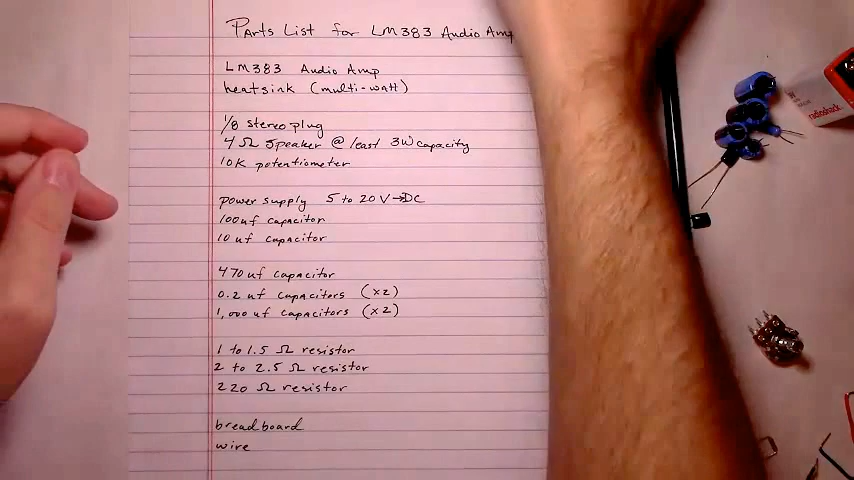 Parts List for LM383 Audio Amp
LM383 Audio Amp
heatsink (multi-watt)
1/8 stereo plug
4 Ω speaker @ least 3W capacity
10K potentiometer
power supply 5 to 20 V→DC
100uf capacitor
10 uf capacitor
470 uf capacitor
0.2 uf capacitors (x2)
1,000 uf capacitors (x2)
1 to 1.5 Ω resistor
2 to 2.5 Ω resistor
220 Ω resistor
breadboard
wire
radioshack